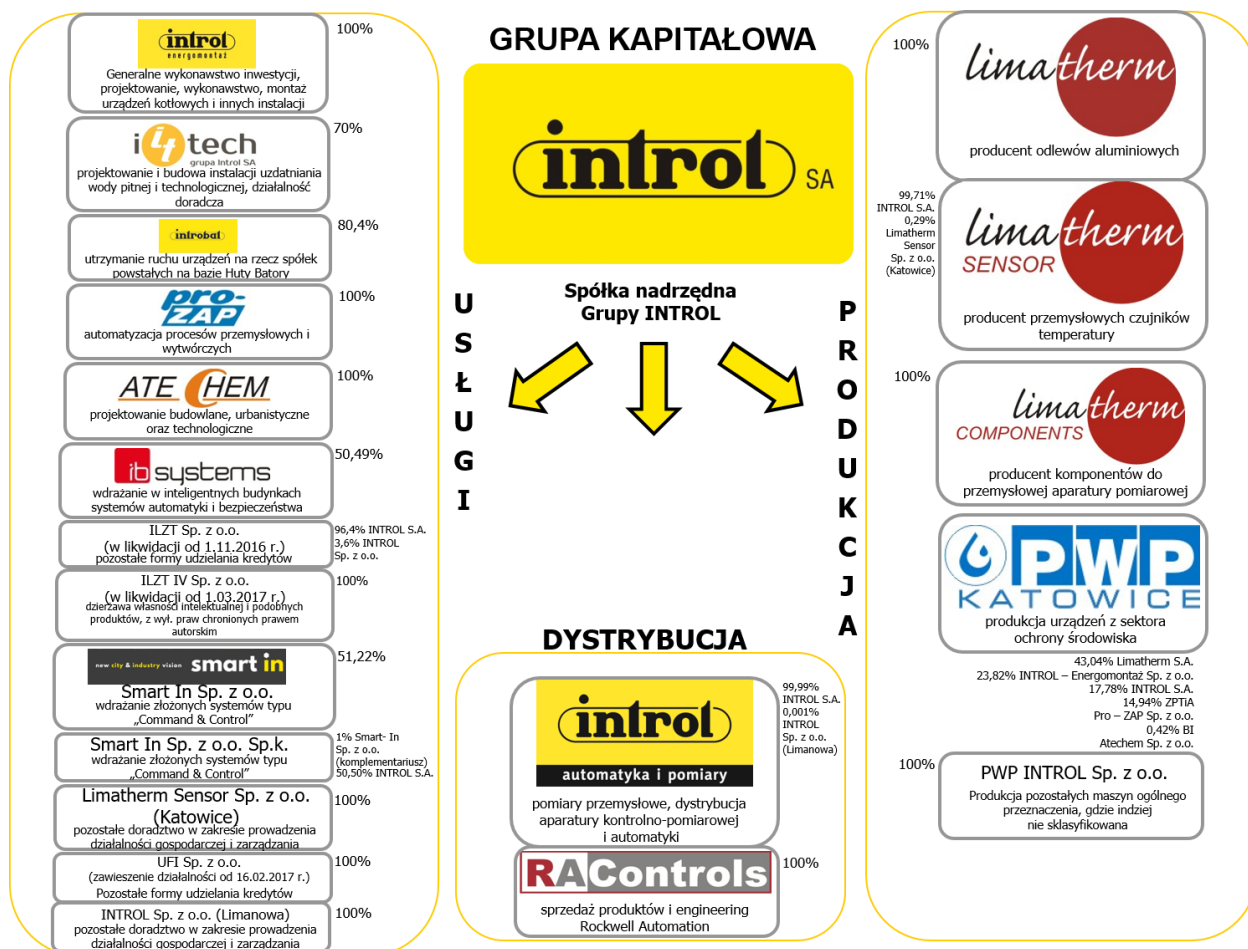 introl
energomontaż
100%
Generalne wykonawstwo inwestycji,
projektowanie, wykonawstwo, montaż
urządzeń kotłowych i innych instalacji
i4tech
grupa Introl SA
70%
projektowanie i budowa instalacji uzdatniania
wody pitnej i technologicznej, działalność
doradcza
introbat
80,4%
utrzymanie ruchu urządzeń na rzecz spółek
powstałych na bazie Huty Batory
pro-
ZAP
100%
automatyzacja procesów przemysłowych i
wytwórczych
ATECHEM
100%
projektowanie budowlane, urbanistyczne
oraz technologiczne
ib systems
50,49%
wdrażanie w inteligentnych budynkach
systemów automatyki i bezpieczeństwa
ILZT Sp. z o.o.
(w likwidacji od 1.11.2016 r.)
pozostałe formy udzielania kredytów
96,4% INTROL S.A.
3,6% INTROL
Sp. z o.o.
ILZT IV Sp. z o.o.
(w likwidacji od 1.03.2017 r.)
dzierżawa własności intelektualnej i podobnych
produktów, z wył. praw chronionych prawem
autorskim
100%
new city & industry vision smart in
51,22%
Smart In Sp. z o.o.
wdrażanie złożonych systemów typu
„Command & Control”
Smart In Sp. z o.o. Sp.k.
wdrażanie złożonych systemów typu
„Command & Control”
1% Smart- In
Sp. z o.o.
(komplementariusz)
50,50% INTROL S.A.
Limatherm Sensor Sp. z o.o.
(Katowice)
pozostałe doradztwo w zakresie prowadzenia
działalności gospodarczej i zarządzania
100%
UFI Sp. z o.o.
(zawieszenie działalności od 16.02.2017 r.)
Pozostałe formy udzielania kredytów
100%
INTROL Sp. z o.o. (Limanowa)
pozostałe doradztwo w zakresie prowadzenia
działalności gospodarczej i zarządzania
100%
GRUPA KAPITAŁOWA
introl SA
Spółka nadrzędna
Grupy INTROL
USŁUGI
PRODUKCJA
DYSTRYBUCJA
introl
automatyka i pomiary
99,99%
INTROL S.A.
0,001%
INTROL
Sp. z o.o.
(Limanowa)
pomiary przemysłowe, dystrybucja
aparatury kontrolno-pomiarowej
i automatyki
RAControls
100%
sprzedaż produktów i engineering
Rockwell Automation
100%
limatherm
producent odlewów aluminiowych
99,71%
INTROL S.A.
0,29%
Limatherm
Sensor
Sp. z o.o.
(Katowice)
limatherm
SENSOR
producent przemysłowych czujników
temperatury
100%
limatherm
COMPONENTS
producent komponentów do
przemysłowej aparatury pomiarowej
PWP
KATOWICE
produkcja urządzeń z sektora
ochrony środowiska
43,04% Limatherm S.A.
23,82% INTROL – Energomontaż Sp. z o.o.
17,78% INTROL S.A.
14,94% ZPTiA
Pro – ZAP Sp. z o.o.
0,42% BI
Atechem Sp. z o.o.
100%
PWP INTROL Sp. z o.o.
Produkcja pozostałych maszyn ogólnego
przeznaczenia, gdzie indziej
nie sklasyfikowana